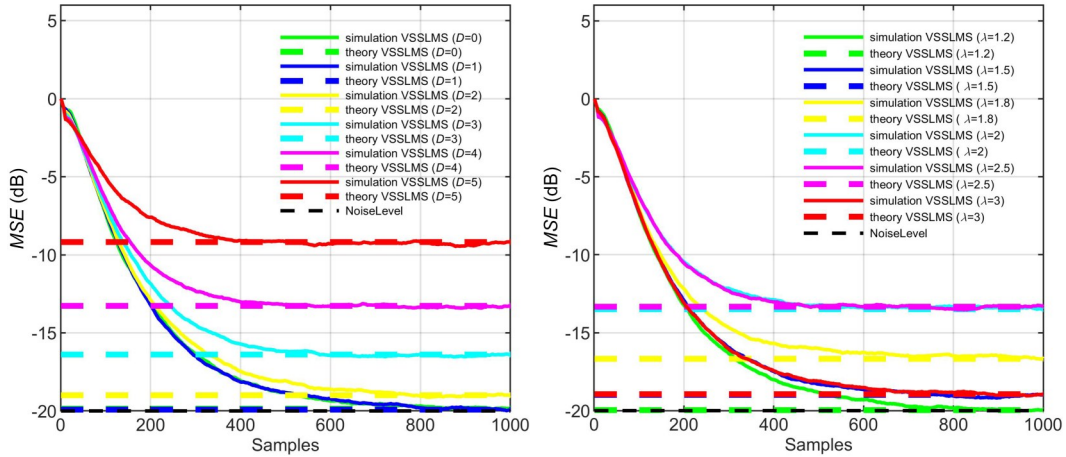 5
0
-5
-10
-15
-20
MSE (dB)
0
200
400
600
800
1000
Samples
simulation VSSLMS (D=0)
theory VSSLMS (D=0)
simulation VSSLMS (D=1)
theory VSSLMS (D=1)
simulation VSSLMS (D=2)
theory VSSLMS (D=2)
simulation VSSLMS (D=3)
theory VSSLMS (D=3)
simulation VSSLMS (D=4)
theory VSSLMS (D=4)
simulation VSSLMS (D=5)
theory VSSLMS (D=5)
NoiseLevel
5
0
-5
-10
-15
-20
MSE (dB)
0
200
400
600
800
1000
Samples
simulation VSSLMS (λ=1.2)
theory VSSLMS ( λ=1.2)
simulation VSSLMS (λ=1.5)
theory VSSLMS ( λ=1.5)
simulation VSSLMS (λ=1.8)
theory VSSLMS ( λ=1.8)
simulation VSSLMS (λ=2)
theory VSSLMS ( λ=2)
simulation VSSLMS (λ=2.5)
theory VSSLMS ( λ=2.5)
simulation VSSLMS (λ=3)
theory VSSLMS ( λ=3)
NoiseLevel